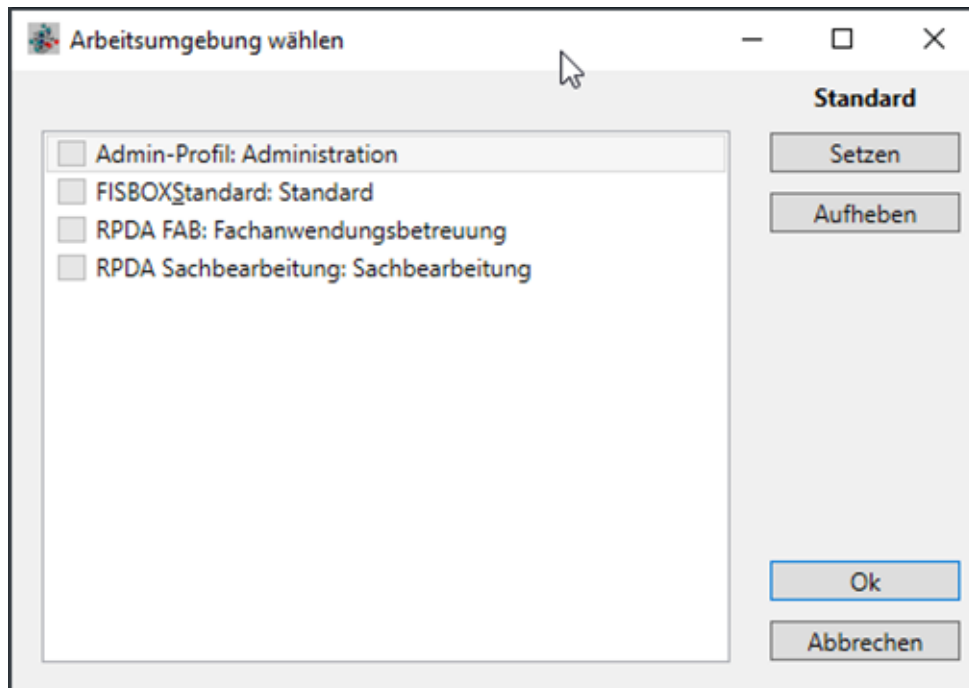 Arbeitsumgebung wählen
Standard
Admin-Profil: Administration
FISBOXStandard: Standard
RPDA FAB: Fachanwendungsbetreuung
RPDA Sachbearbeitung: Sachbearbeitung
Setzen
Aufheben
Ok
Abbrechen